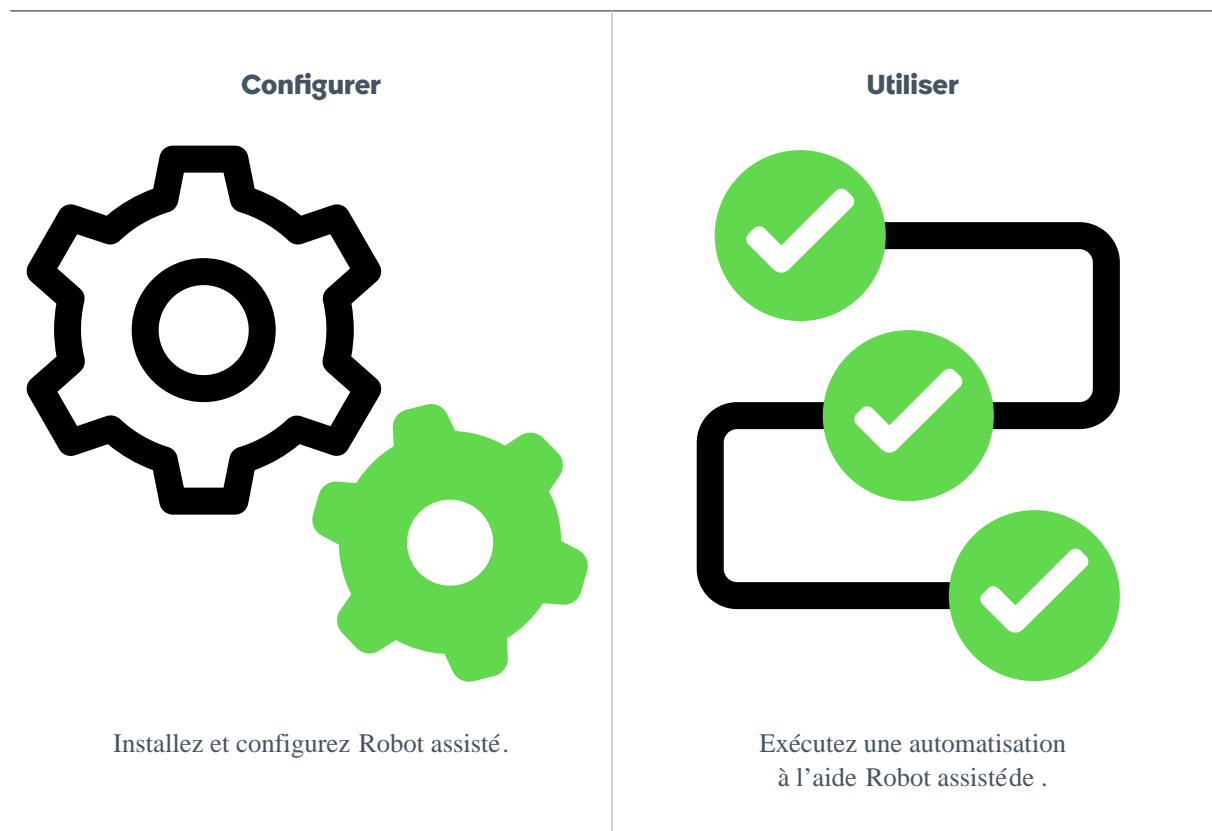 Configurer
Installez et configurez Robot assisté.
Utiliser
Exécutez une automatisation
à l’aide Robot assistéde .